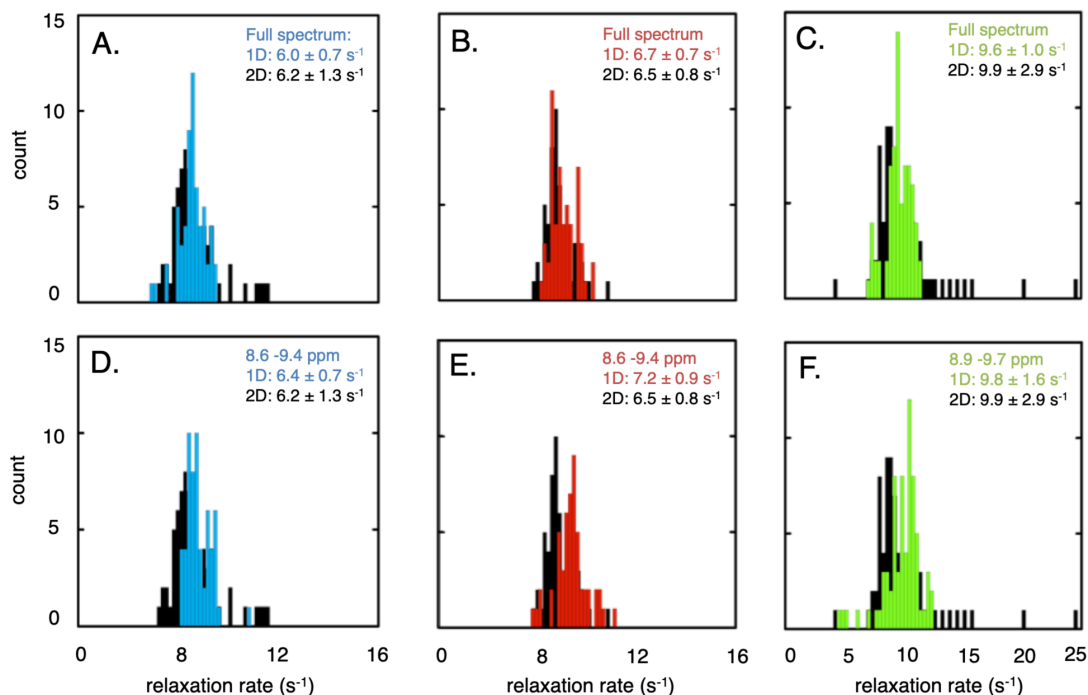 15
10
5
0
count
A.
Full spectrum:
1D: 6.0 ± 0.7 s⁻¹
2D: 6.2 ± 1.3 s⁻¹
B.
Full spectrum
1D: 6.7 ± 0.7 s⁻¹
2D: 6.5 ± 0.8 s⁻¹
C.
Full spectrum
1D: 9.6 ± 1.0 s⁻¹
2D: 9.9 ± 2.9 s⁻¹
15
10
5
0
count
D.
8.6 -9.4 ppm
1D: 6.4 ± 0.7 s⁻¹
2D: 6.2 ± 1.3 s⁻¹
E.
8.6 -9.4 ppm
1D: 7.2 ± 0.9 s⁻¹
2D: 6.5 ± 0.8 s⁻¹
F.
8.9 -9.7 ppm
1D: 9.8 ± 1.6 s⁻¹
2D: 9.9 ± 2.9 s⁻¹
0 8 16
0 8 16
0 5 10 15 20 25
relaxation rate (s⁻¹)
relaxation rate (s⁻¹)
relaxation rate (s⁻¹)